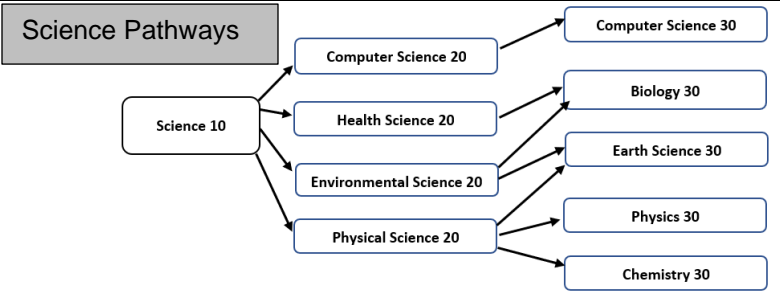 Science Pathways
Science 10
Computer Science 20
Health Science 20
Environmental Science 20
Physical Science 20
Computer Science 30
Biology 30
Earth Science 30
Physics 30
Chemistry 30